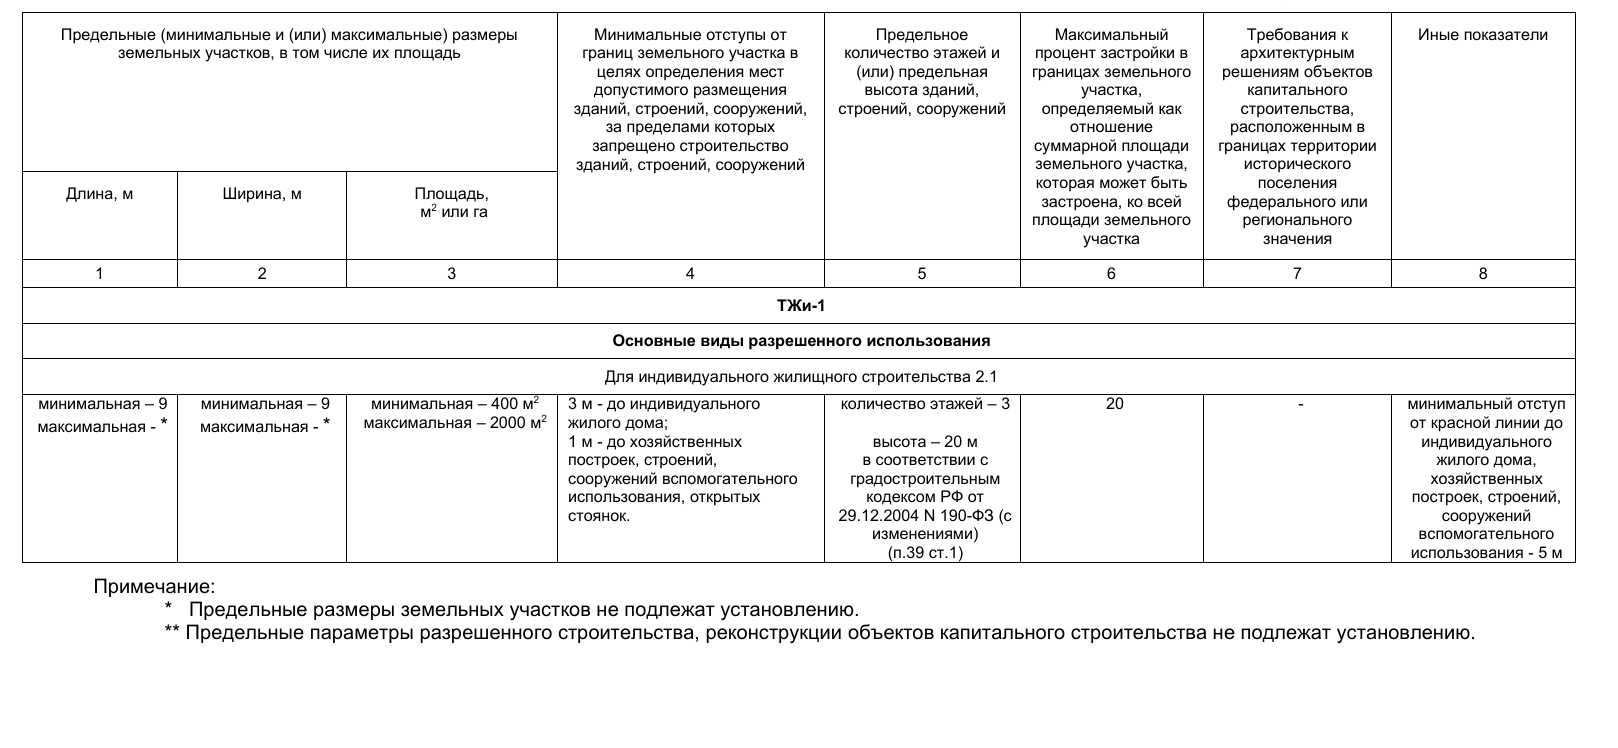 Предельные (минимальные и (или) максимальные) размеры
земельных участков, в том числе их площадь
Минимальные отступы от
границ земельного участка в
целях определения мест
допустимого размещения
зданий, строений, сооружений,
за пределами которых
запрещено строительство
зданий, строений, сооружений
Предельное
количество этажей и
(или) предельная
высота зданий,
строений, сооружений
Максимальный
процент застройки в
границах земельного
участка,
определяемый как
отношение
суммарной площади
земельного участка,
которая может быть
застроена, ко всей
площади земельного
участка
Требования к
архитектурным
решениям объектов
капитального
строительства,
расположенным в
границах территории
исторического
поселения
федерального или
регионального
значения
Иные показатели
Длина, м
Ширина, м
Площадь,
м² или га
1 2 3 4 5 6 7 8
ТЖи-1
Основные виды разрешенного использования
Для индивидуального жилищного строительства 2.1
минимальная – 9
максимальная - *
минимальная – 9
максимальная - *
минимальная – 400 м²
максимальная – 2000 м²
3 м - до индивидуального
жилого дома;
1 м - до хозяйственных
построек, строений,
сооружений вспомогательного
использования, открытых
стоянок.
количество этажей – 3
высота – 20 м
в соответствии с
градостроительным
кодексом РФ от
29.12.2004 N 190-ФЗ (с
изменениями)
(п.39 ст.1)
20
-
минимальный отступ
от красной линии до
индивидуального
жилого дома,
хозяйственных
построек, строений,
сооружений
вспомогательного
использования - 5 м
Примечание:
* Предельные размеры земельных участков не подлежат установлению.
** Предельные параметры разрешенного строительства, реконструкции объектов капитального строительства не подлежат установлению.